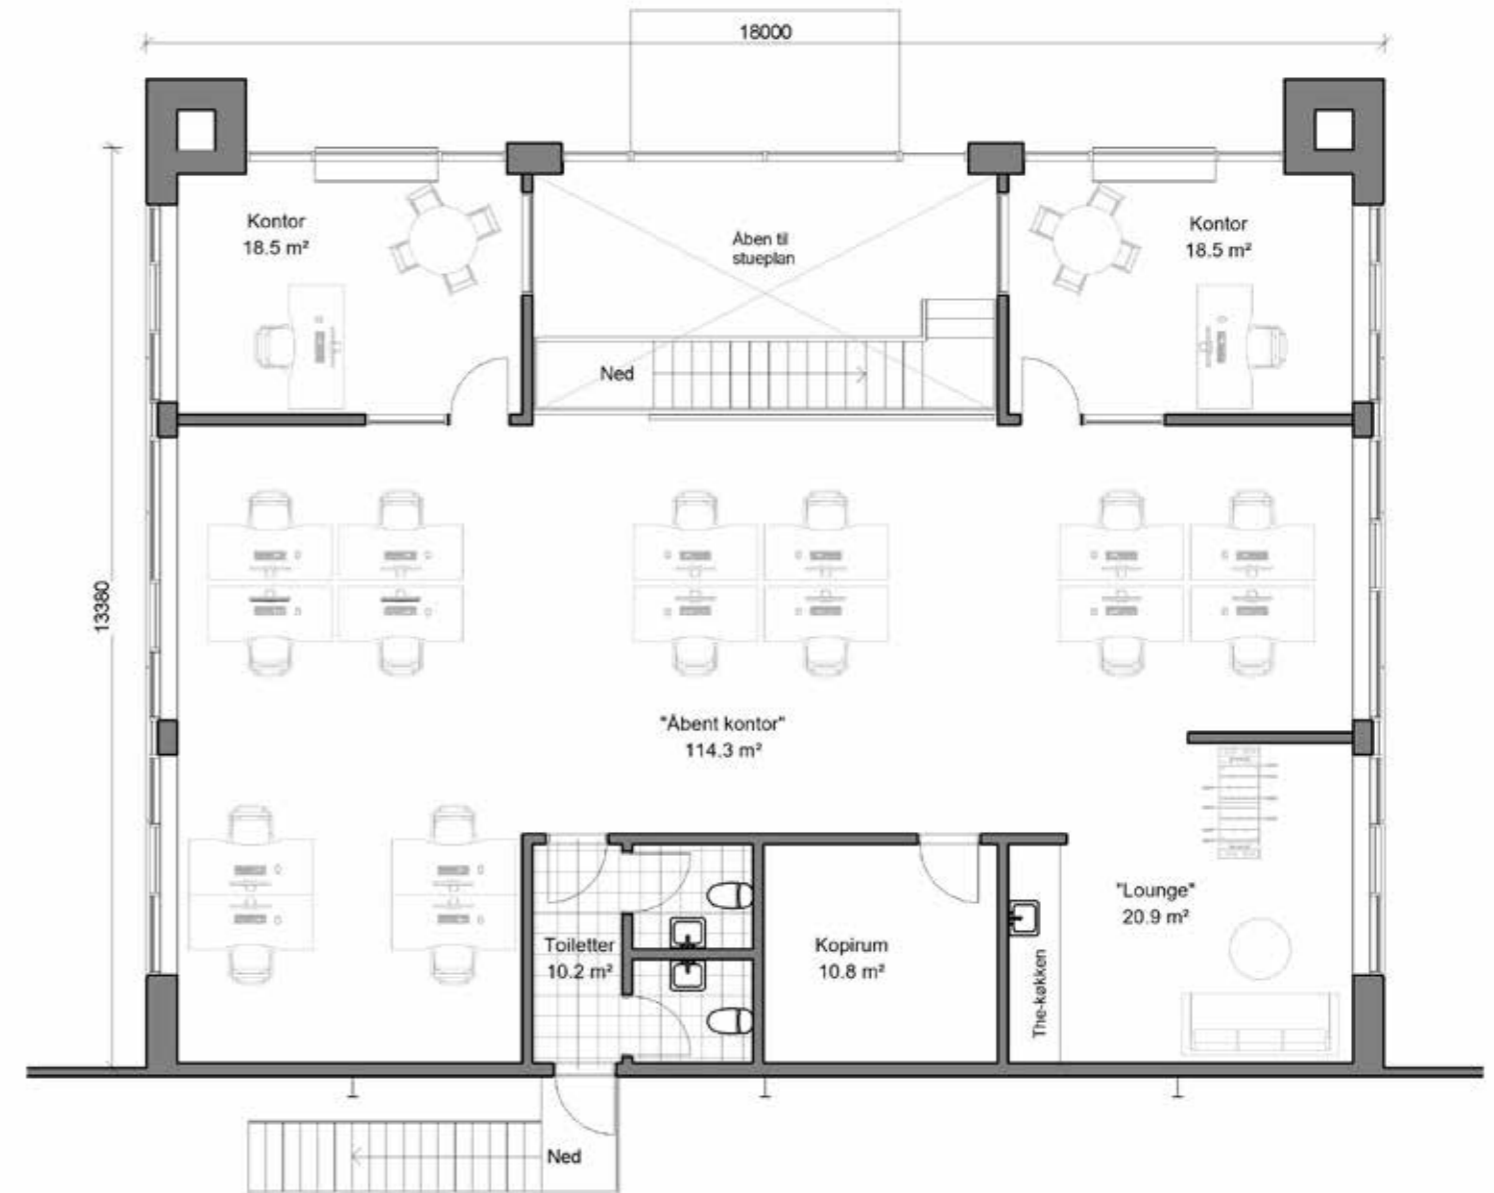 18000
Kontor
18.5 m²
Åben til
stueplan
Kontor
18.5 m²
Ned
13380
"Åbent kontor"
114.3 m²
"Lounge"
20.9 m²
Toiletter
10.2 m²
Kopirum
10.8 m²
The-køkken
Ned